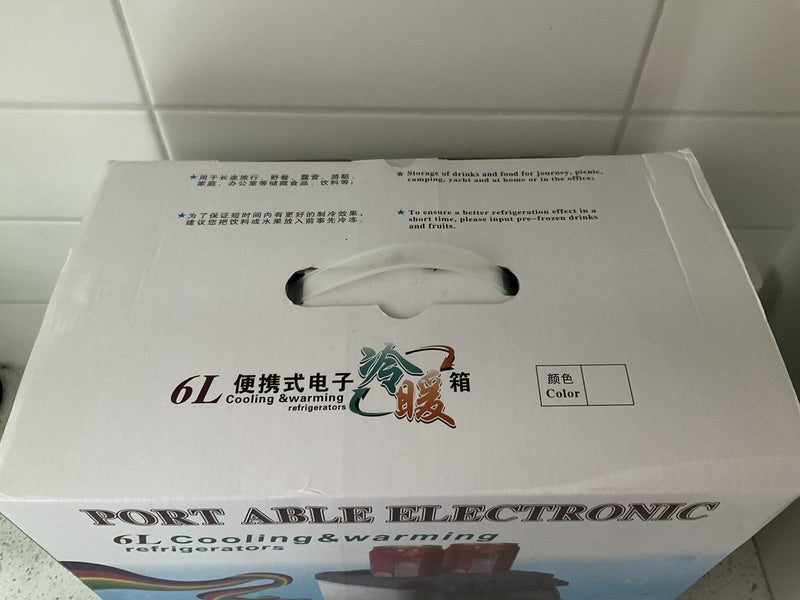 ★用于长途旅行、野餐、露营、游艇、
家庭、办公室等储藏食品、饮料等；
★Storage of drinks and food for journey, picnic,
camping, yacht and at home or in the office;
★为了保证短时间内有更好的制冷效果，
建议您把饮料或水果放入前事先冷冻.
★To ensure a better refrigeration effect in a
short time, please input pre-frozen drinks
and fruits.
6L 便携式电子冷暖箱
Cooling &warming
refrigerators
颜色
Color
PORT ABLE ELECTRONIC
6L Cooling&warming
refrigerators